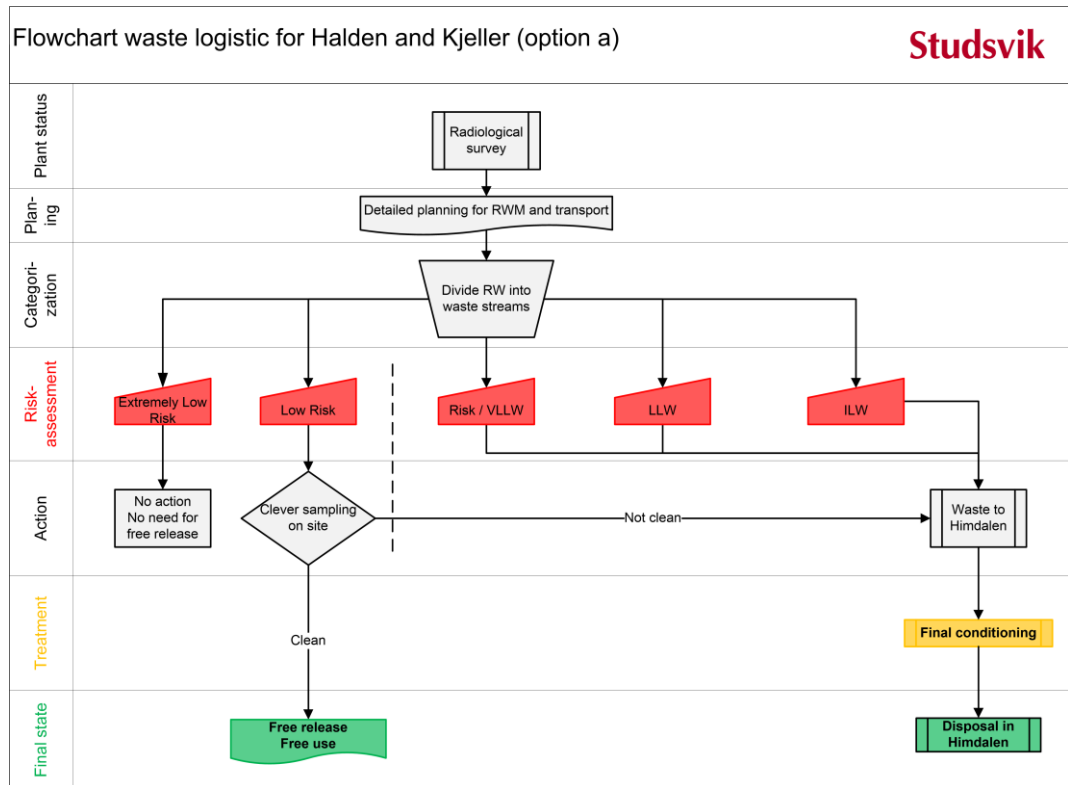 Flowchart waste logistic for Halden and Kjeller (option a)
Studsvik
Plant status
Radiological
survey
Plan-
ing
Detailed planning for RWM and transport
Categori-
zation
Divide RW into
waste streams
Risk-
assessment
Extremely Low
Risk
Low Risk
Risk / VLLW
LLW
ILW
Action
No action
No need for
free release
Clever sampling
on site
Not clean
Waste to
Himdalen
Treatment
Clean
Final conditioning
Final state
Free release
Free use
Disposal in
Himdalen